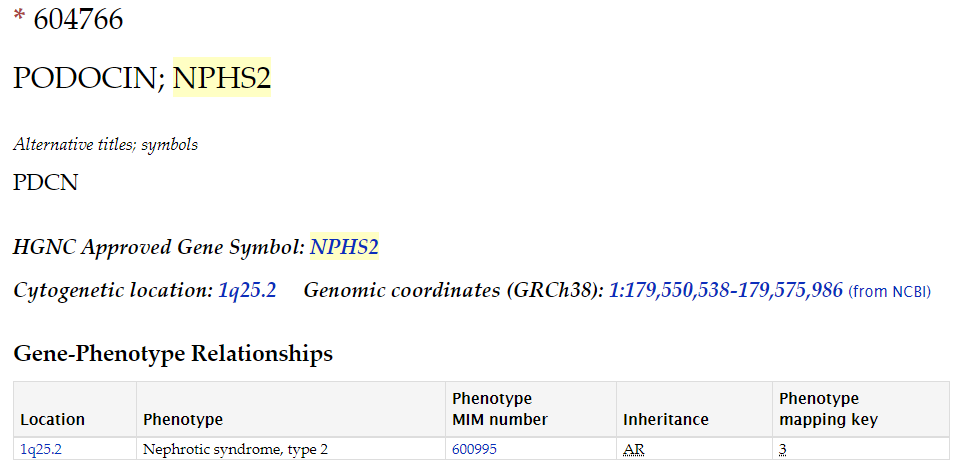 * 604766
PODOCIN; NPHS2
Alternative titles; symbols
PDCN
HGNC Approved Gene Symbol: NPHS2
Cytogenetic location: 1q25.2 Genomic coordinates (GRCh38): 1:179,550,538-179,575,986 (from NCBI)
Gene-Phenotype Relationships
Location Phenotype Phenotype MIM number Inheritance Phenotype mapping key
1q25.2 Nephrotic syndrome, type 2 600995 AR 3